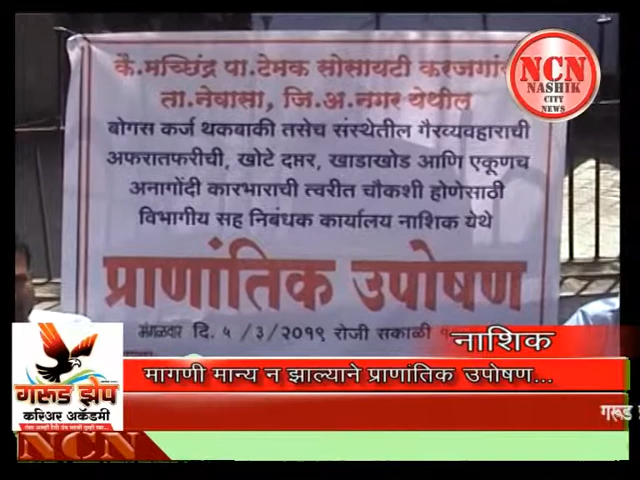 कै.मच्छिंद्र पा.टेमक सोसायटी करजगांव
ता.नेवासा, जि.अ.नगर येथील
बोगस कर्ज थकबाकी तसेच संस्थेतील गैरव्यवहाराची
अफरातफरीची, खोटे दप्तर, खाडाखोड आणि एकूणच
अनागोंदी कारभाराची त्वरीत चौकशी होणेसाठी
विभागीय सह निबंधक कार्यालय नाशिक येथे
प्राणांतिक उपोषण
मंगळवार दि. ५ /३/२०१९ रोजी सकाळी
NCN
NASHIK
CITY
NEWS
नाशिक
मागणी मान्य न झाल्याने प्राणांतिक उपोषण...
गरूड झेप
करिअर अकॅडमी
गरूड
NCN